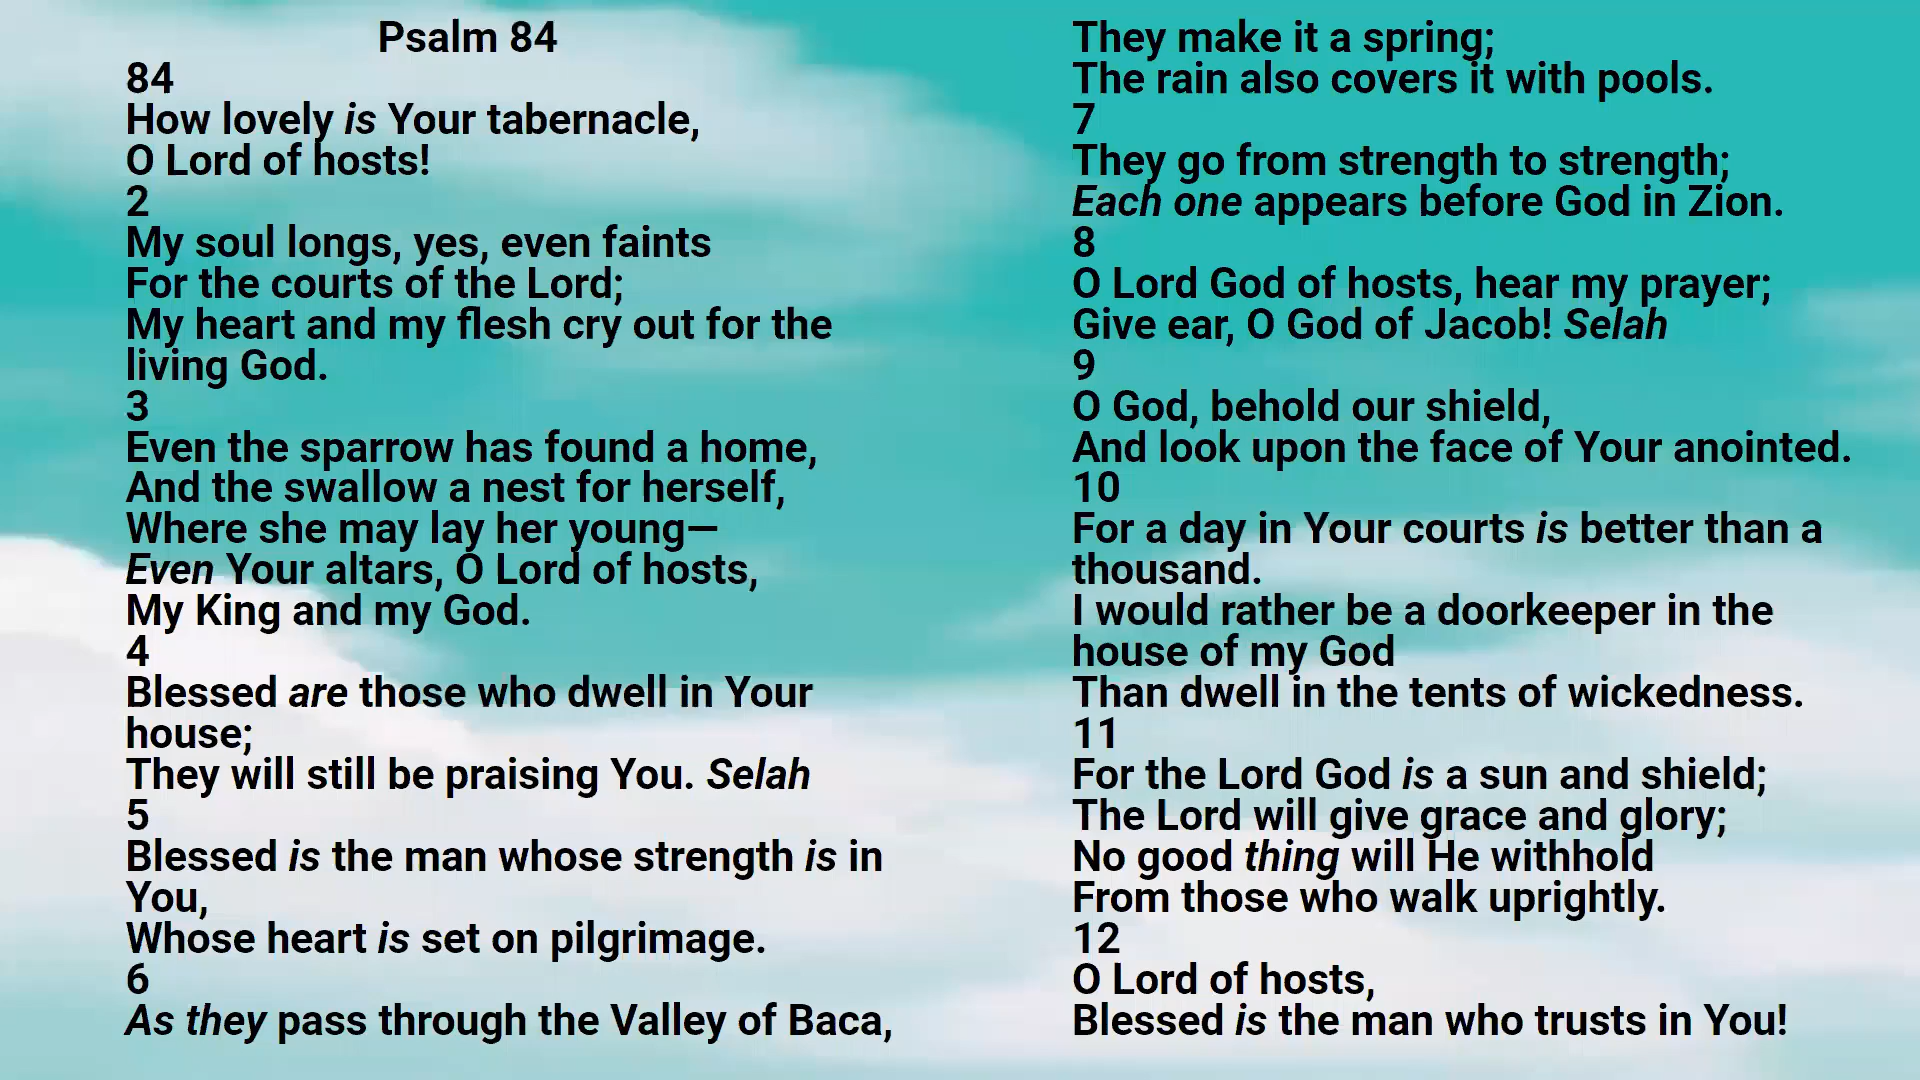 Psalm 84
84
How lovely is Your tabernacle,
O Lord of hosts!
2
My soul longs, yes, even faints
For the courts of the Lord;
My heart and my flesh cry out for the
living God.
3
Even the sparrow has found a home,
And the swallow a nest for herself,
Where she may lay her young—
Even Your altars, O Lord of hosts,
My King and my God.
4
Blessed are those who dwell in Your
house;
They will still be praising You. Selah
5
Blessed is the man whose strength is in
You,
Whose heart is set on pilgrimage.
6
As they pass through the Valley of Baca,
They make it a spring;
The rain also covers it with pools.
7
They go from strength to strength;
Each one appears before God in Zion.
8
O Lord God of hosts, hear my prayer;
Give ear, O God of Jacob! Selah
9
O God, behold our shield,
And look upon the face of Your anointed.
10
For a day in Your courts is better than a
thousand.
I would rather be a doorkeeper in the
house of my God
Than dwell in the tents of wickedness.
11
For the Lord God is a sun and shield;
The Lord will give grace and glory;
No good thing will He withhold
From those who walk uprightly.
12
O Lord of hosts,
Blessed is the man who trusts in You!